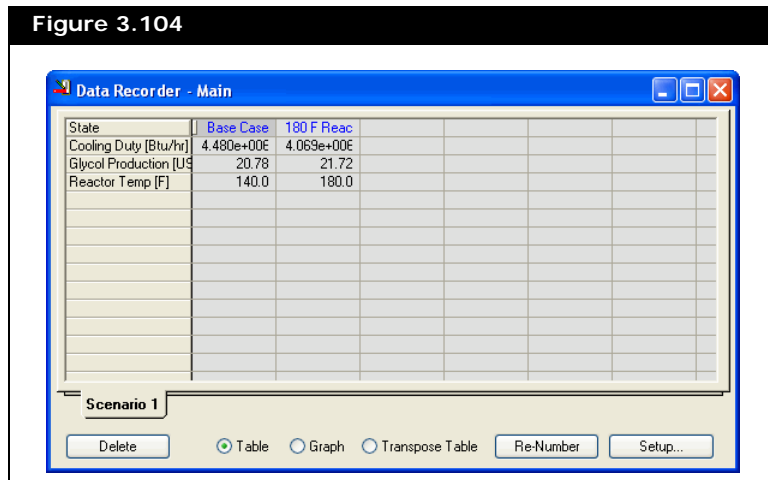 Figure 3.104
Data Recorder - Main
State Base Case 180 F Reac
Cooling Duty [Btu/hr] 4.480e+00 4.069e+00
Glycol Production [US 20.78 21.72
Reactor Temp [F] 140.0 180.0
Scenario 1
Delete Table Graph Transpose Table Re-Number Setup...